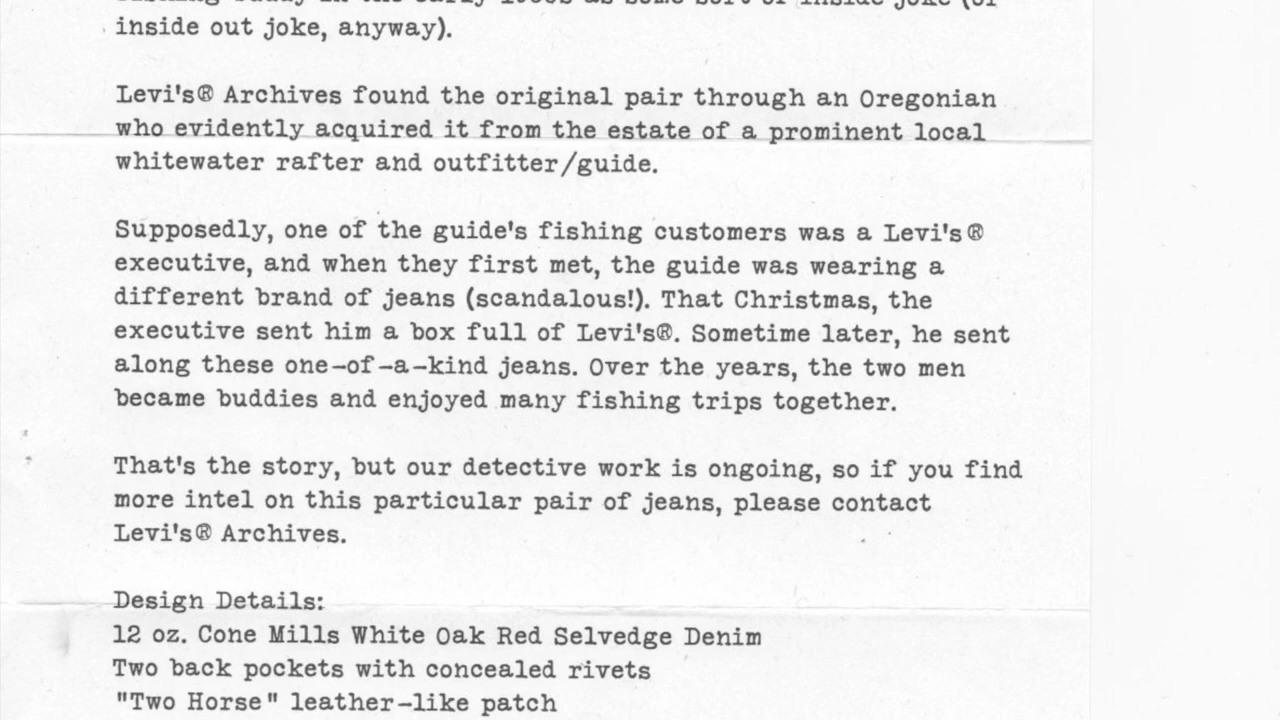 inside out joke, anyway).
Levi's® Archives found the original pair through an Oregonian
who evidently acquired it from the estate of a prominent local
whitewater rafter and outfitter/guide.
Supposedly, one of the guide's fishing customers was a Levi's®
executive, and when they first met, the guide was wearing a
different brand of jeans (scandalous!). That Christmas, the
executive sent him a box full of Levi's®. Sometime later, he sent
along these one-of-a-kind jeans. Over the years, the two men
became buddies and enjoyed many fishing trips together.
That's the story, but our detective work is ongoing, so if you find
more intel on this particular pair of jeans, please contact
Levi's® Archives.
Design Details:
12 oz. Cone Mills White Oak Red Selvedge Denim
Two back pockets with concealed rivets
"Two Horse" leather-like patch